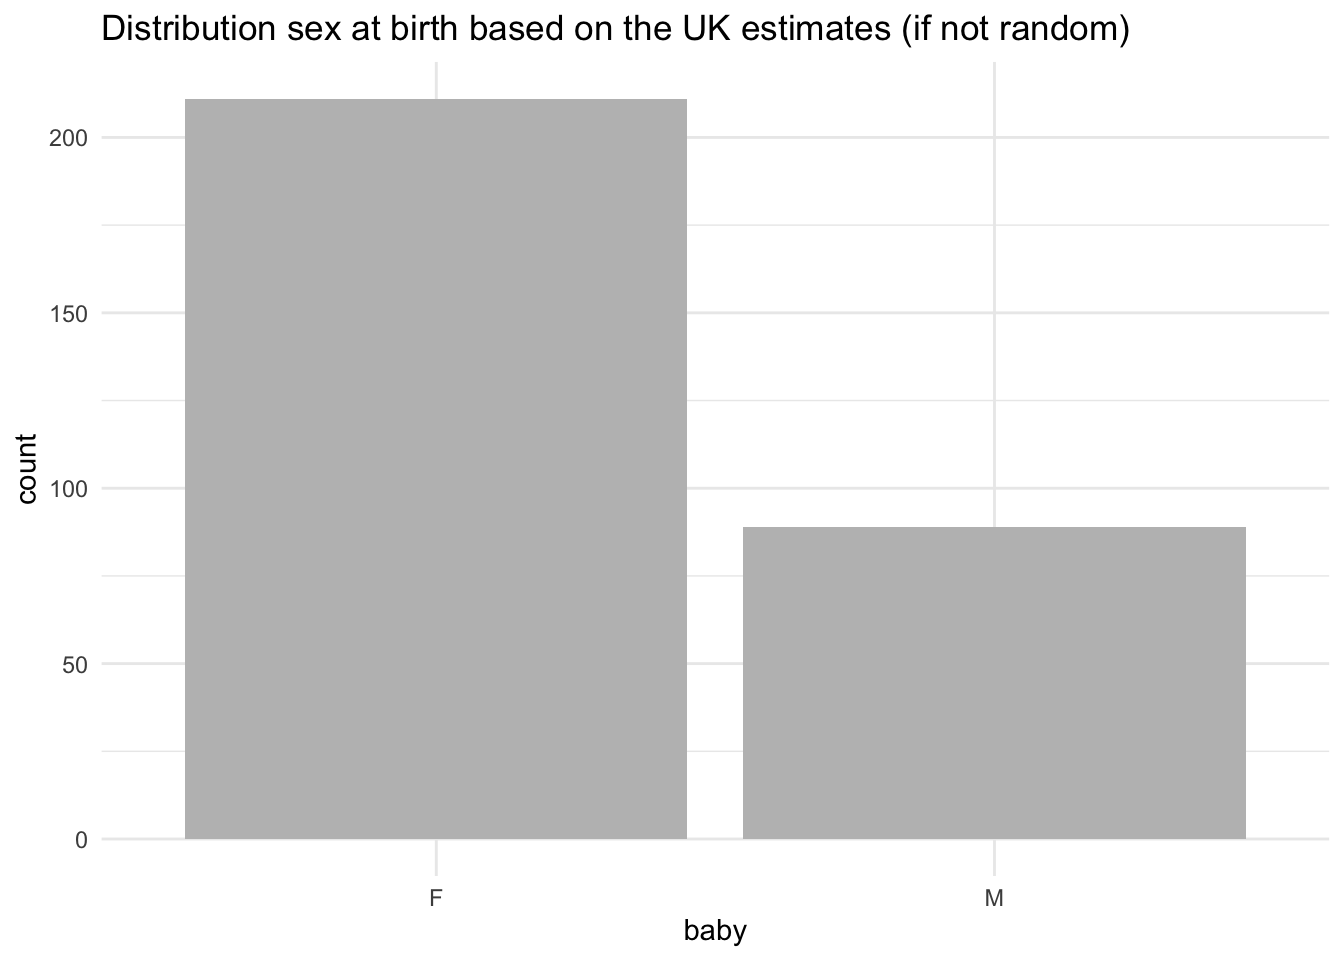 Distribution sex at birth based on the UK estimates (if not random)
200
150
100
50
0
count
F
M
baby